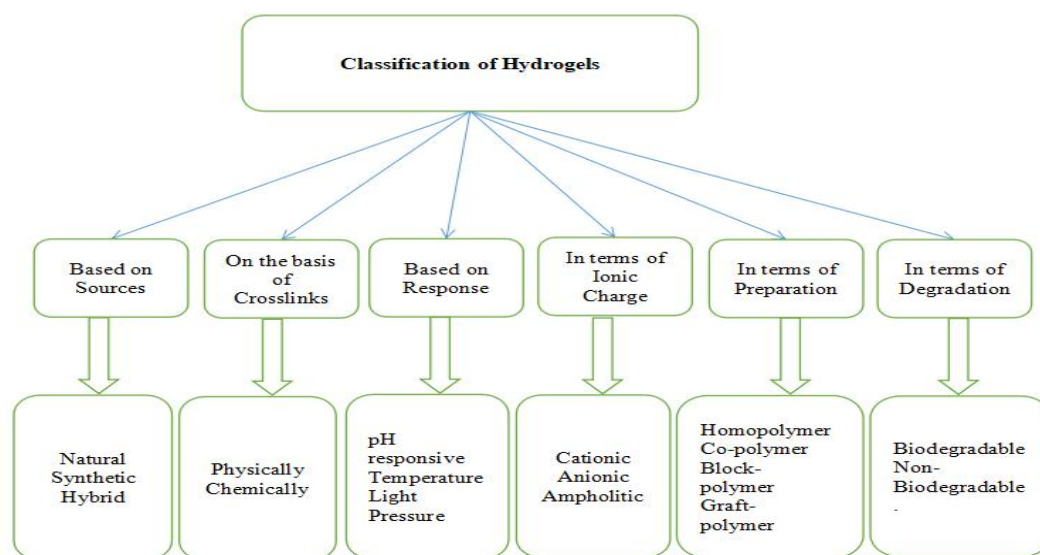 Classification of Hydrogels
Based on
Sources
On the basis
of
Crosslinks
Based on
Response
In terms of
Ionic
Charge
In terms of
Preparation
In terms of
Degradation
Natural
Synthetic
Hybrid
Physically
Chemically
pH
responsive
Temperature
Light
Pressure
Cationic
Anionic
Ampholitic
Homopolymer
Co-polymer
Block-
polymer
Graft-
polymer
Biodegradable
Non-
Biodegradable
.